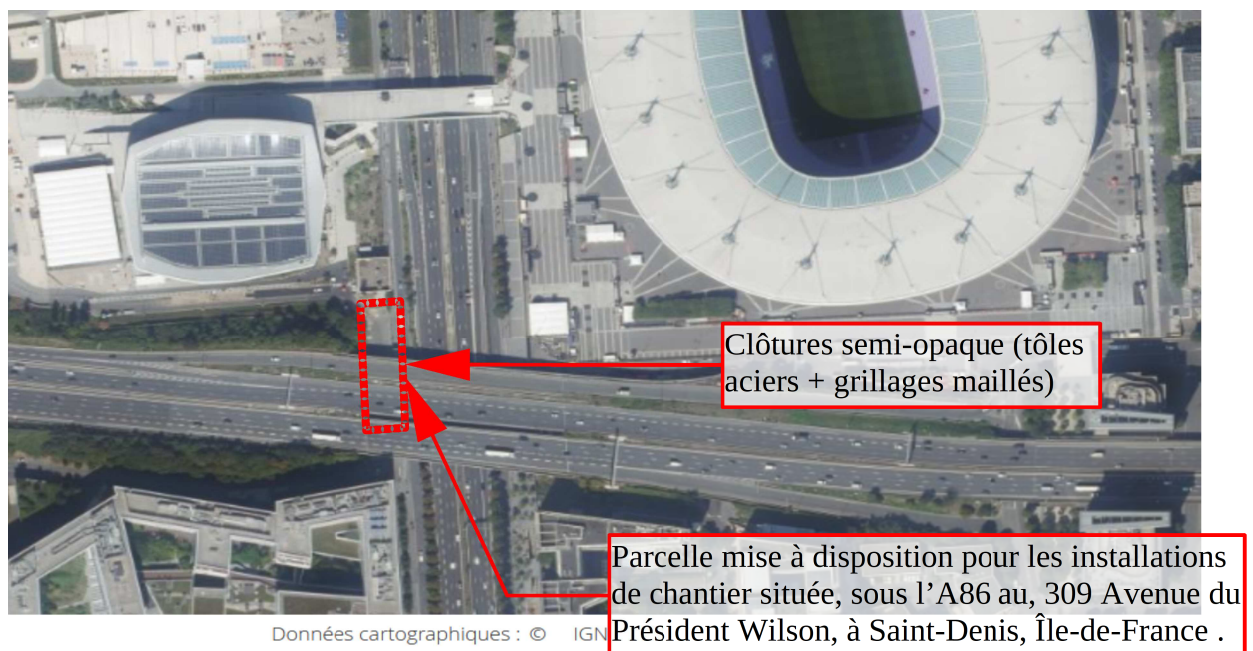 Clôtures semi-opaque (tôles
aciers + grillages maillés)
Parcelle mise à disposition pour les installations
de chantier située, sous l’A86 au, 309 Avenue du
Président Wilson, à Saint-Denis, Île-de-France .
Données cartographiques : © IGN